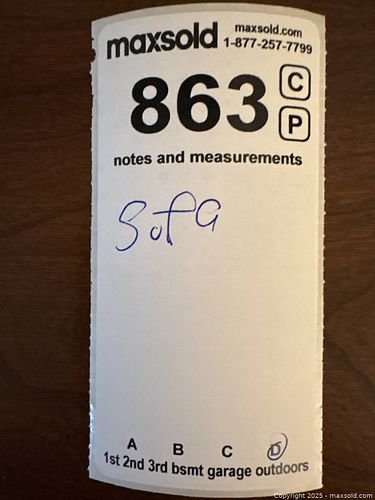 maxsold maxsold.com
1-877-257-7799
863 C
P
notes and measurements
Sofa
A B C D
1st 2nd 3rd bsmt garage outdoors
Copyright 2025 - maxsold.com